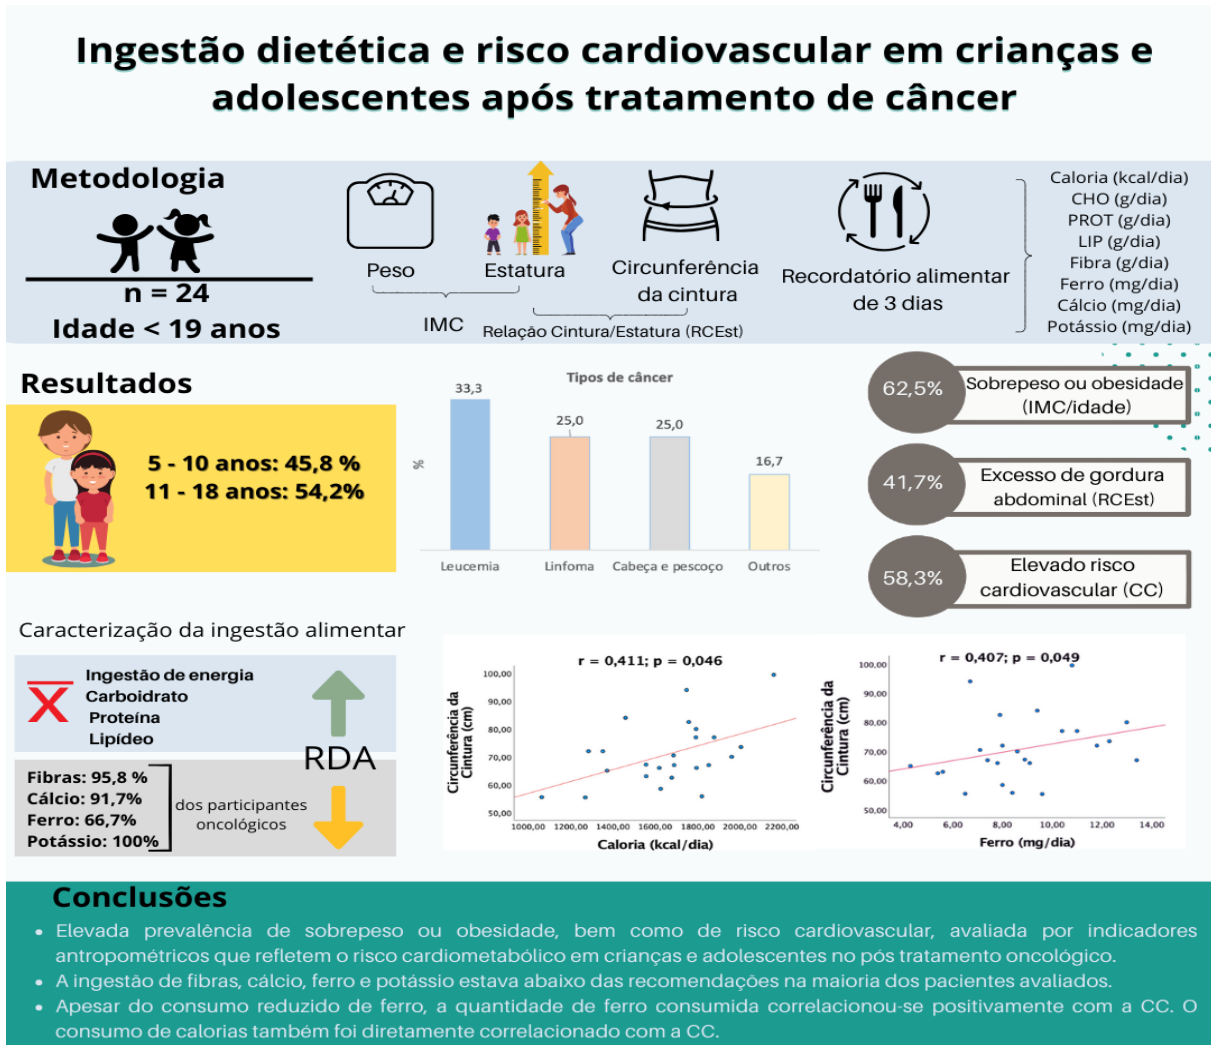 Ingestão dietética e risco cardiovascular em crianças e
adolescentes após tratamento de câncer
Metodologia
n = 24
Idade < 19 anos
Peso
Estatura
IMC
Circunferência
da cintura
Relação Cintura/Estatura (RCEst)
Recordatório alimentar
de 3 dias
Caloria (kcal/dia)
CHO (g/dia)
PROT (g/dia)
LIP (g/dia)
Fibra (g/dia)
Ferro (mg/dia)
Cálcio (mg/dia)
Potássio (mg/dia)
Resultados
5 - 10 anos: 45,8 %
11 - 18 anos: 54,2%
Tipos de câncer
%
33,3
25,0
25,0
16,7
Leucemia
Linfoma
Cabeça e pescoço
Outros
62,5%
Sobrepeso ou obesidade
(IMC/idade)
41,7%
Excesso de gordura
abdominal (RCEst)
58,3%
Elevado risco
cardiovascular (CC)
Caracterização da ingestão alimentar
X
Ingestão de energia
Carboidrato
Proteína
Lipídeo
RDA
Fibras: 95,8 %
Cálcio: 91,7%
Ferro: 66,7%
Potássio: 100%
dos participantes
oncológicos
r = 0,411; p = 0,046
Circunferência da
Cintura (cm)
100,00
90,00
80,00
70,00
60,00
50,00
1000,00 1200,00 1400,00 1600,00 1800,00 2000,00 2200,00
Caloria (kcal/dia)
r = 0,407; p = 0,049
Circunferência da
Cintura (cm)
100,00
90,00
80,00
70,00
60,00
50,00
4,00 6,00 8,00 10,00 12,00 14,00
Ferro (mg/dia)
Conclusões
• Elevada prevalência de sobrepeso ou obesidade, bem como de risco cardiovascular, avaliada por indicadores
antropométricos que refletem o risco cardiometabólico em crianças e adolescentes no pós tratamento oncológico.
• A ingestão de fibras, cálcio, ferro e potássio estava abaixo das recomendações na maioria dos pacientes avaliados.
• Apesar do consumo reduzido de ferro, a quantidade de ferro consumida correlacionou-se positivamente com a CC. O
consumo de calorias também foi diretamente correlacionado com a CC.